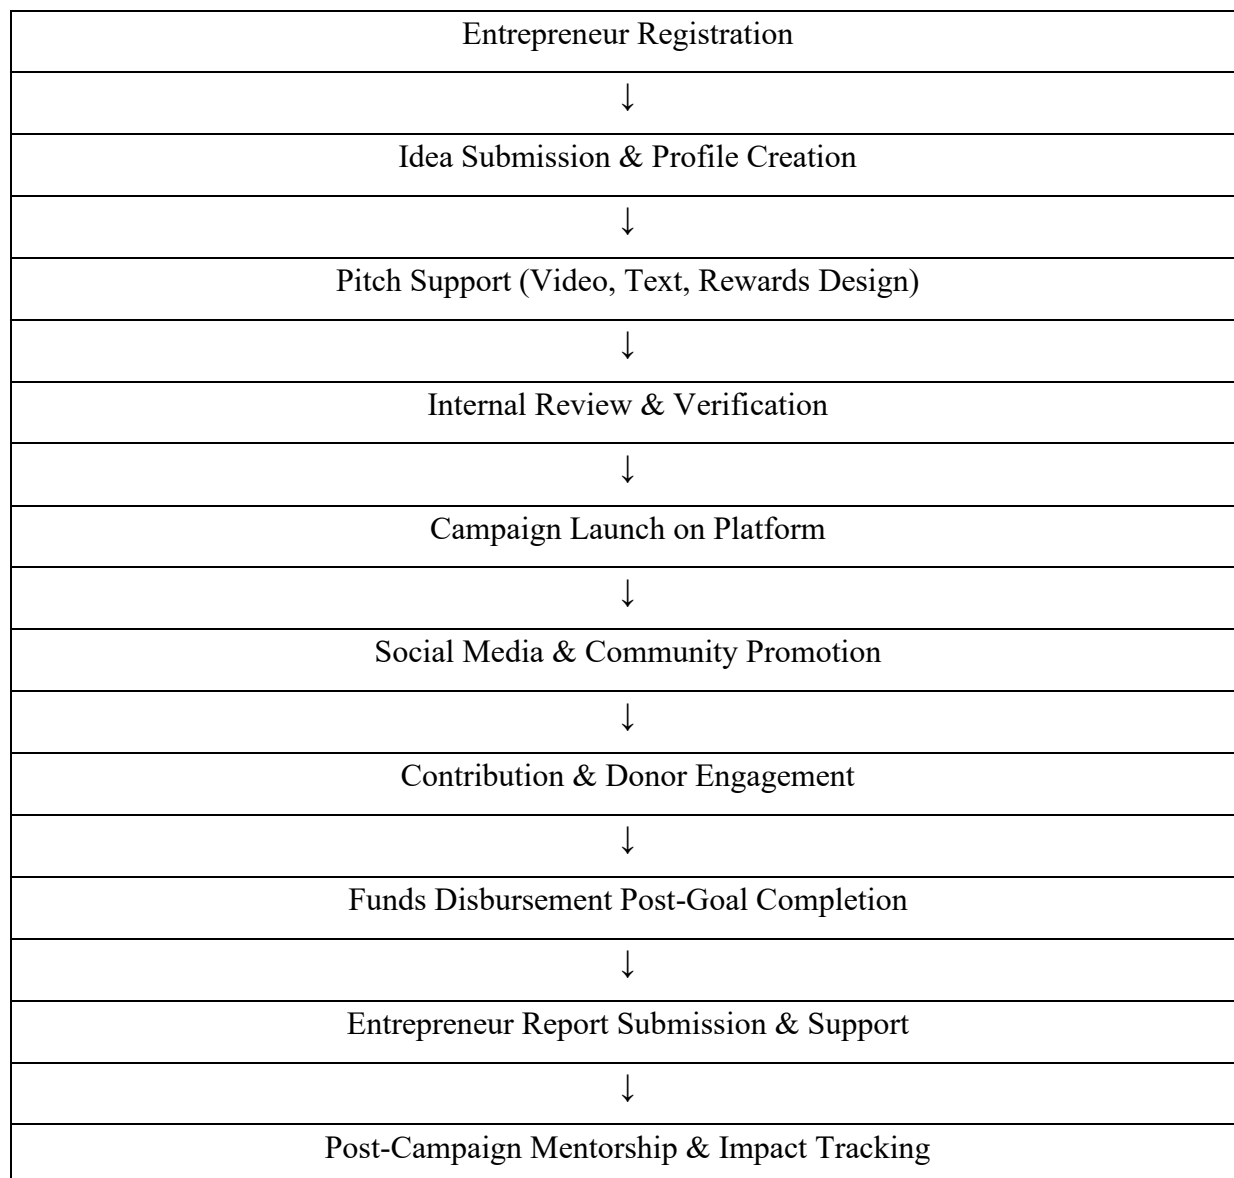 Entrepreneur Registration
↓
Idea Submission & Profile Creation
↓
Pitch Support (Video, Text, Rewards Design)
↓
Internal Review & Verification
↓
Campaign Launch on Platform
↓
Social Media & Community Promotion
↓
Contribution & Donor Engagement
↓
Funds Disbursement Post-Goal Completion
↓
Entrepreneur Report Submission & Support
↓
Post-Campaign Mentorship & Impact Tracking